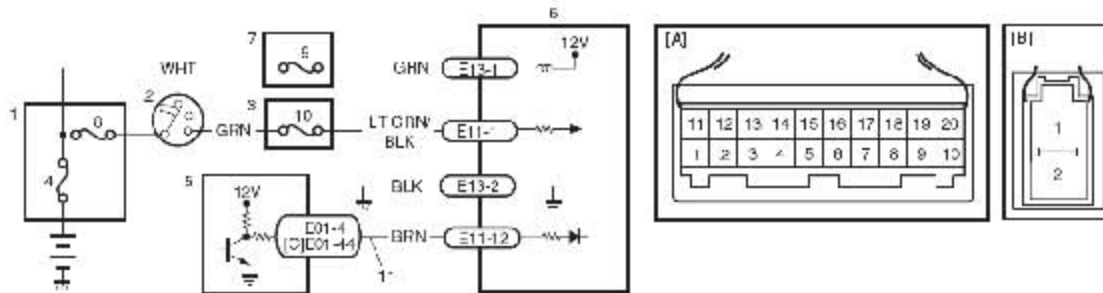 6
7
9
12V
[A]
[B]
WHT
GRN
E13-1
1
2
8
3
10
GRN
LT GRN/
BLK
E11-1
11 12 13 14 15 16 17 18 19 20
1 2 3 4 5 6 7 8 9 10
1
2
4
5
12V
BLK
E13-2
E01-4
[C]E01-44
BRN
E11-12
11